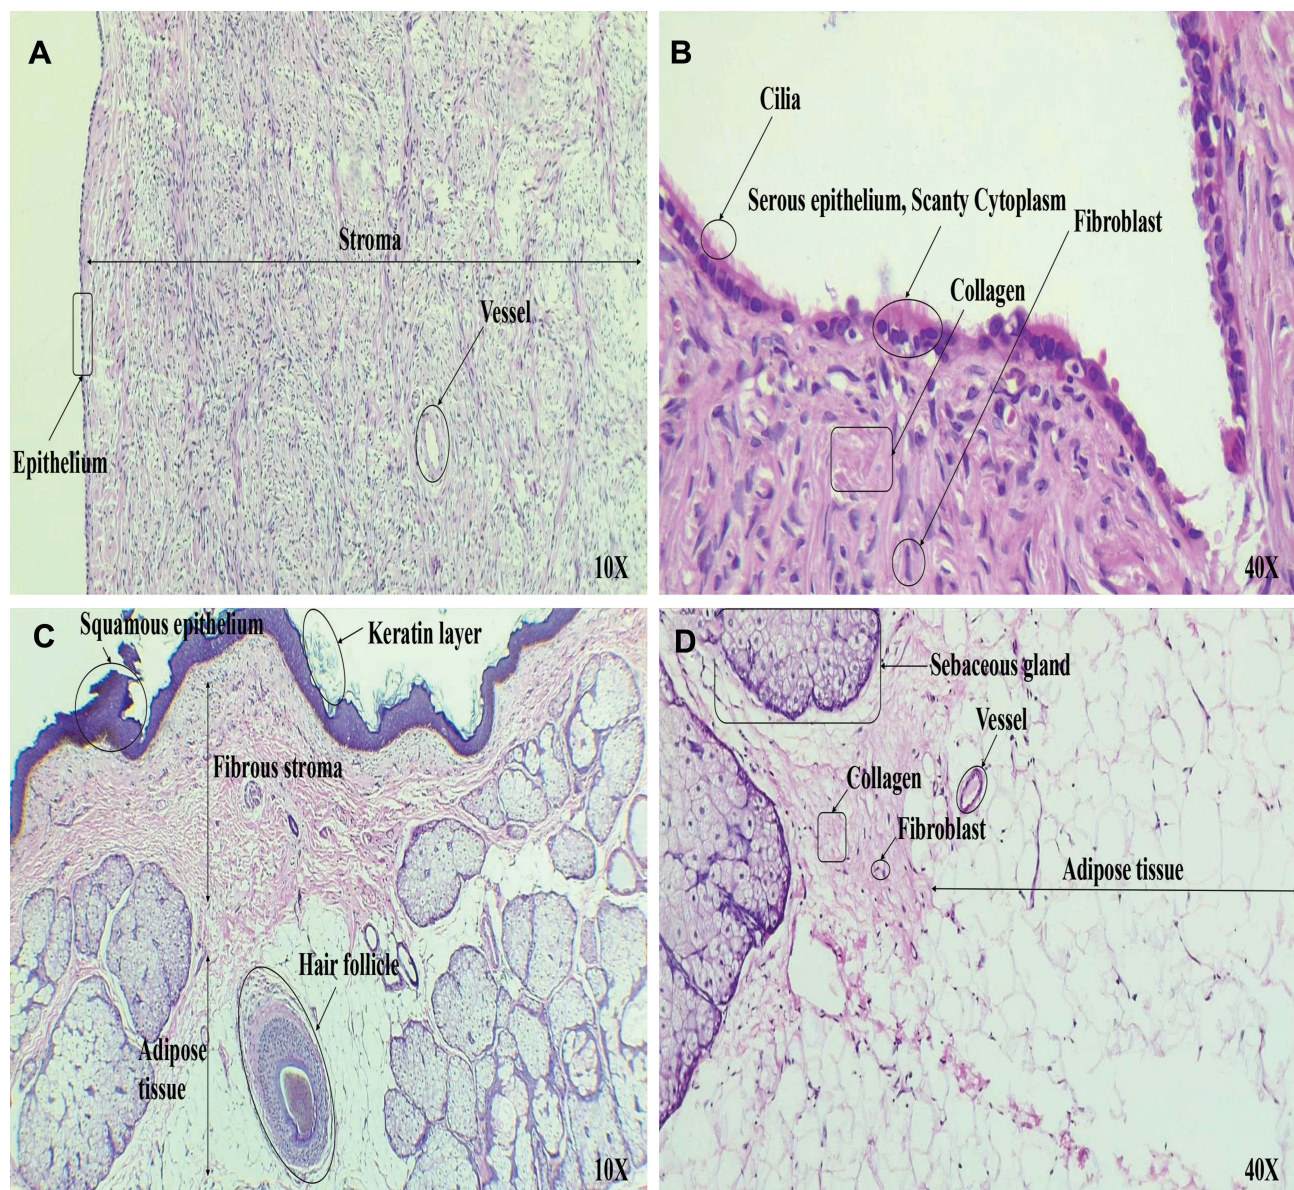 A
Stroma
Vessel
Epithelium
10X
B
Cilia
Serous epithelium, Scanty Cytoplasm
Fibroblast
Collagen
40X
C
Squamous epithelium
Keratin layer
Fibrous stroma
Hair follicle
Adipose
tissue
10X
D
Sebaceous gland
Vessel
Collagen
Fibroblast
Adipose tissue
40X